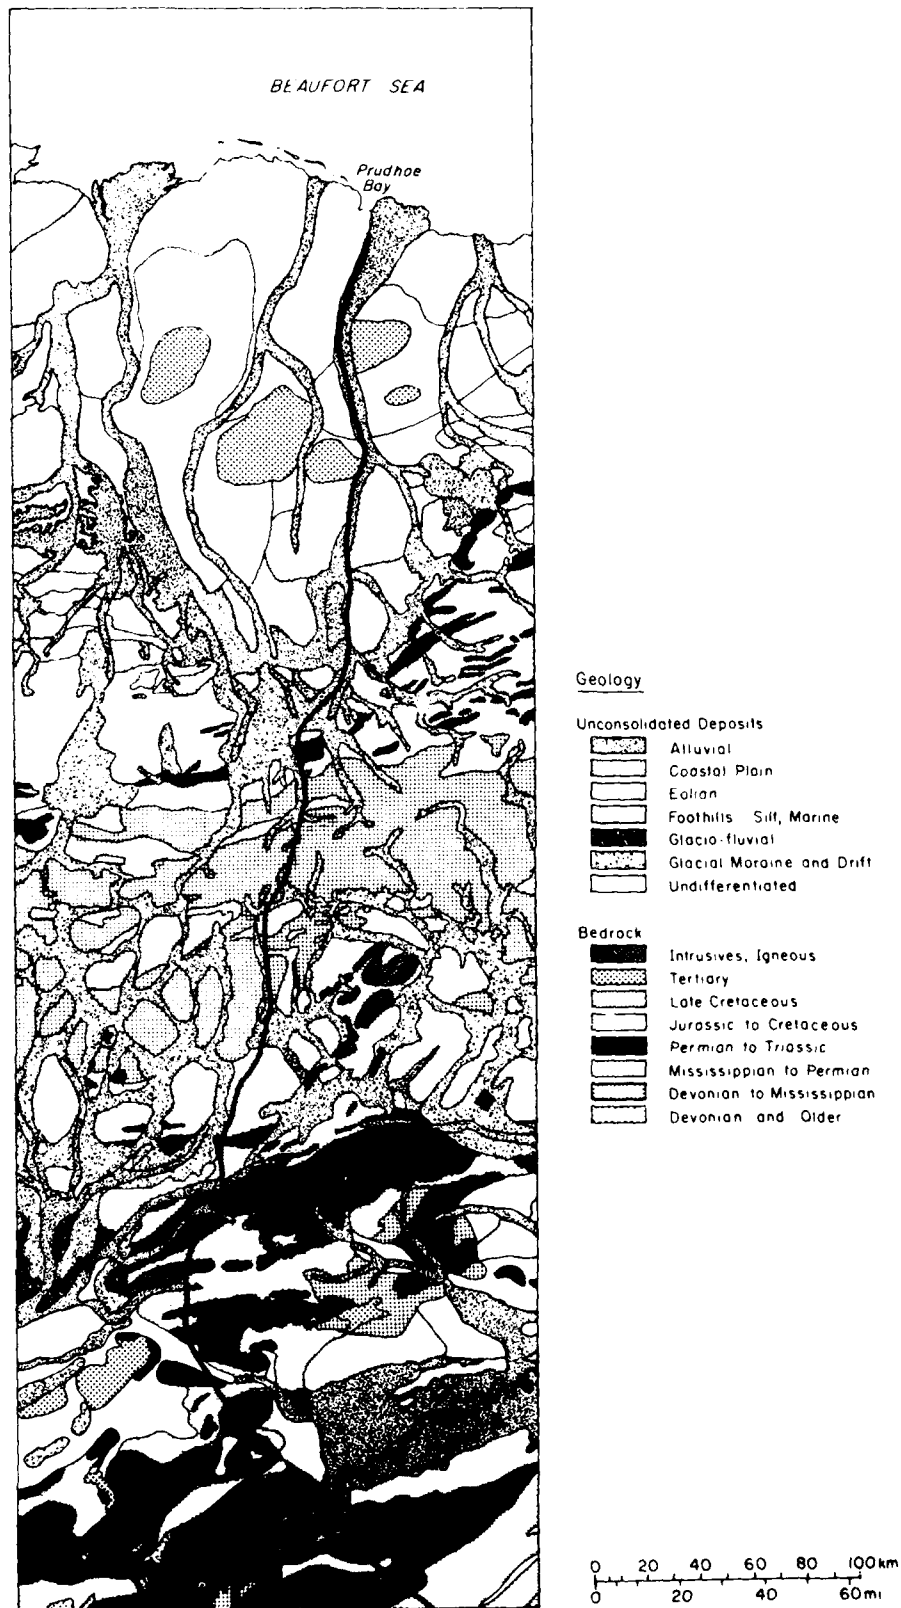 BEAUFORT SEA
Prudhoe
Bay
Geology
Unconsolidated Deposits
Alluvial
Coastal Plain
Eolian
Foothills Silt, Marine
Glacio-fluvial
Glacial Moraine and Drift
Undifferentiated
Bedrock
Intrusives, Igneous
Tertiary
Late Cretaceous
Jurassic to Cretaceous
Permian to Triassic
Mississippian to Permian
Devonian to Mississippian
Devonian and Older
0 20 40 60 80 100 km
0 20 40 60 mi